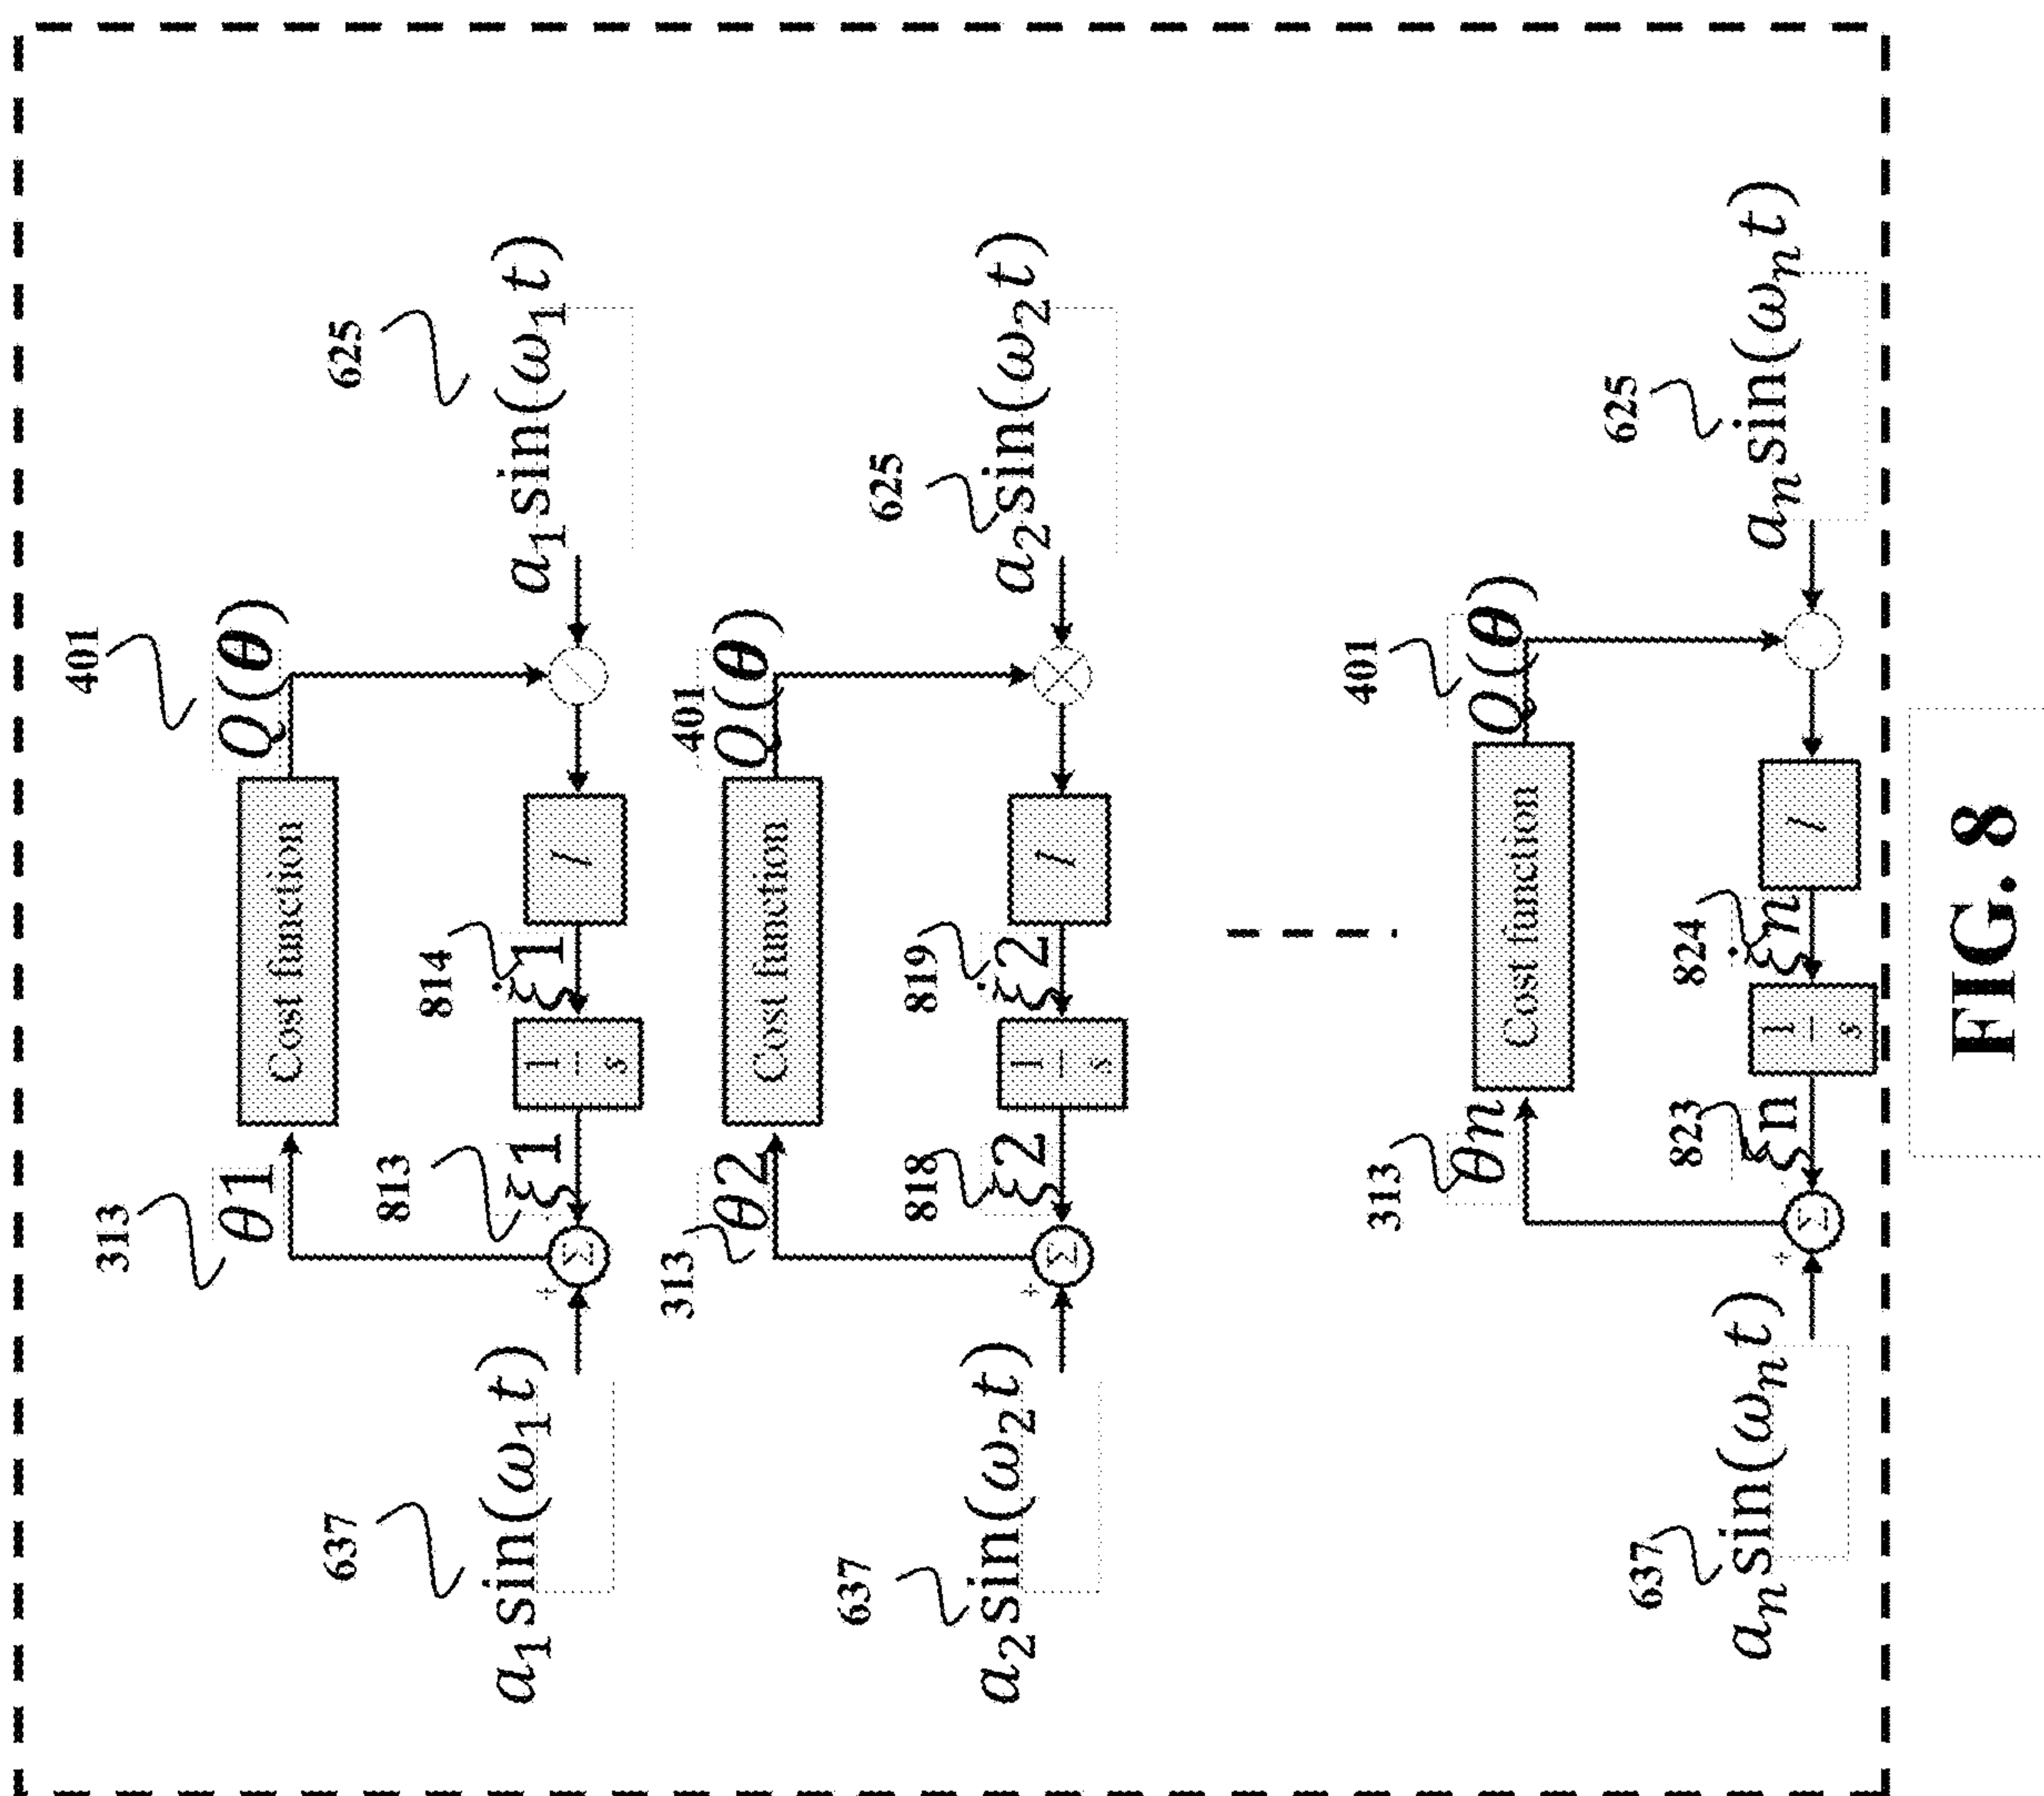 401
313
θ1
Cost function
Q(θ)
637
813
814
625
a₁sin(ω₁t)
+
Σ
ξ1
1
s
ξ̇1
l
a₁sin(ω₁t)
401
313
θ2
Cost function
Q(θ)
637
818
819
625
a₂sin(ω₂t)
+
Σ
ξ2
1
s
ξ̇2
l
a₂sin(ω₂t)
401
313
θn
Cost function
Q(θ)
637
823
824
625
aₙsin(ωₙt)
+
Σ
ξn
1
s
ξ̇n
l
aₙsin(ωₙt)
FIG. 8